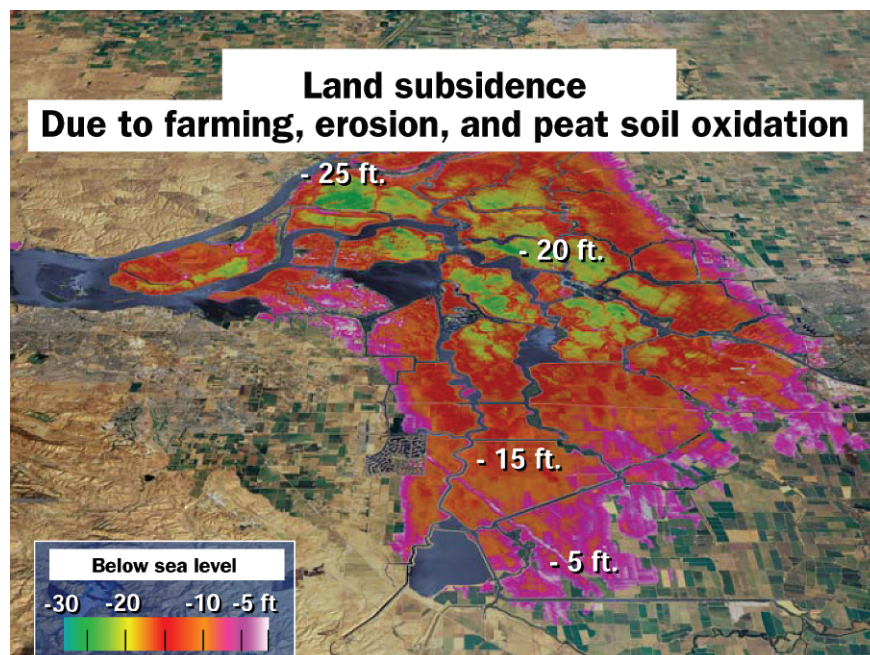 Land subsidence
Due to farming, erosion, and peat soil oxidation
- 25 ft.
- 20 ft.
- 15 ft.
- 5 ft.
Below sea level
-30 -20 -10 -5 ft